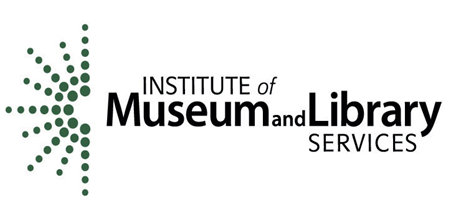 INSTITUTE of
Museum and Library
SERVICES